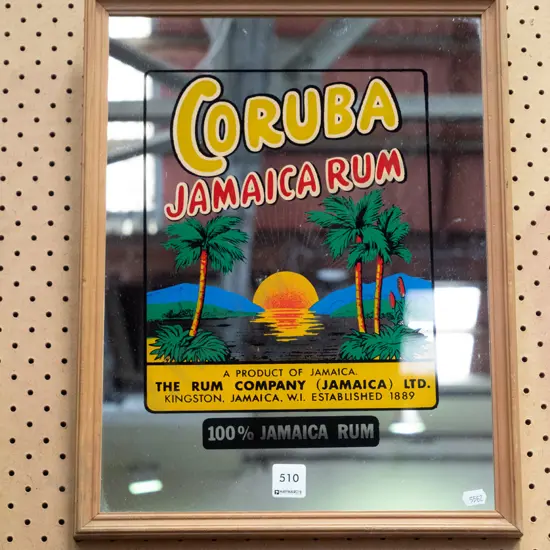 CORUBA
JAMAICA RUM
A PRODUCT OF JAMAICA.
THE RUM COMPANY (JAMAICA) LTD.
KINGSTON, JAMAICA, W.I. ESTABLISHED 1889
100% JAMAICA RUM
510
5562